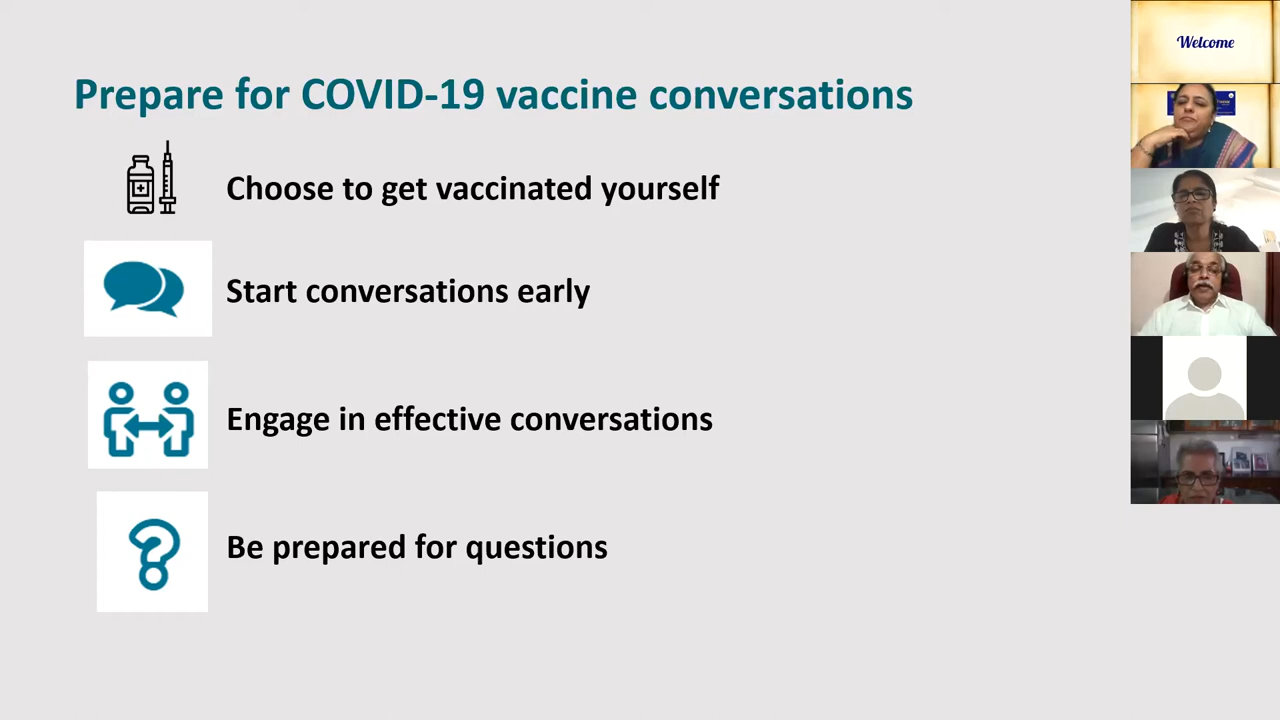 Prepare for COVID-19 vaccine conversations
Choose to get vaccinated yourself
Start conversations early
Engage in effective conversations
Be prepared for questions
Welcome